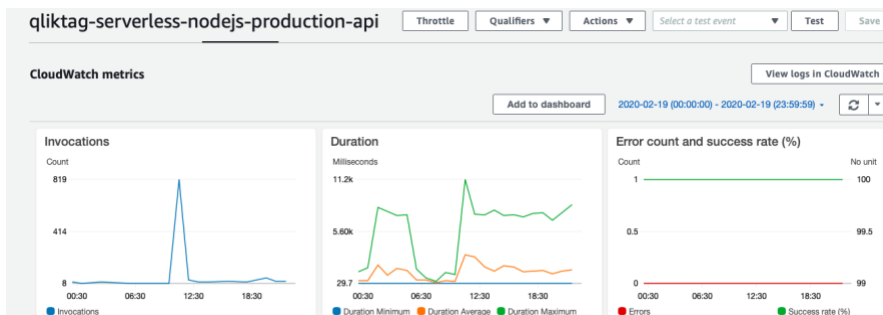 qliktag-serverless-nodejs-production-api Throttle Qualifiers Actions Select a test event Test Save
CloudWatch metrics View logs in CloudWatch
Add to dashboard 2020-02-19 (00:00:00) - 2020-02-19 (23:59:59)
Invocations
Count
819
414
8
00:30 06:30 12:30 18:30
Invocations
Duration
Milliseconds
11.2k
5.60k
29.7
00:30 06:30 12:30 18:30
Duration Minimum Duration Average Duration Maximum
Error count and success rate (%)
Count No unit
1 100
0.5 99.5
0 99
00:30 06:30 12:30 18:30
Errors Success rate (%)